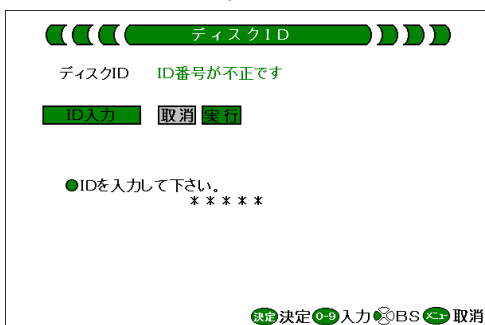 ディスクID
ディスクID ID番号が不正です
ID入力 取消 実行
●IDを入力して下さい。
*****
決定 決定 0-9 入力 BS メニュー 取消